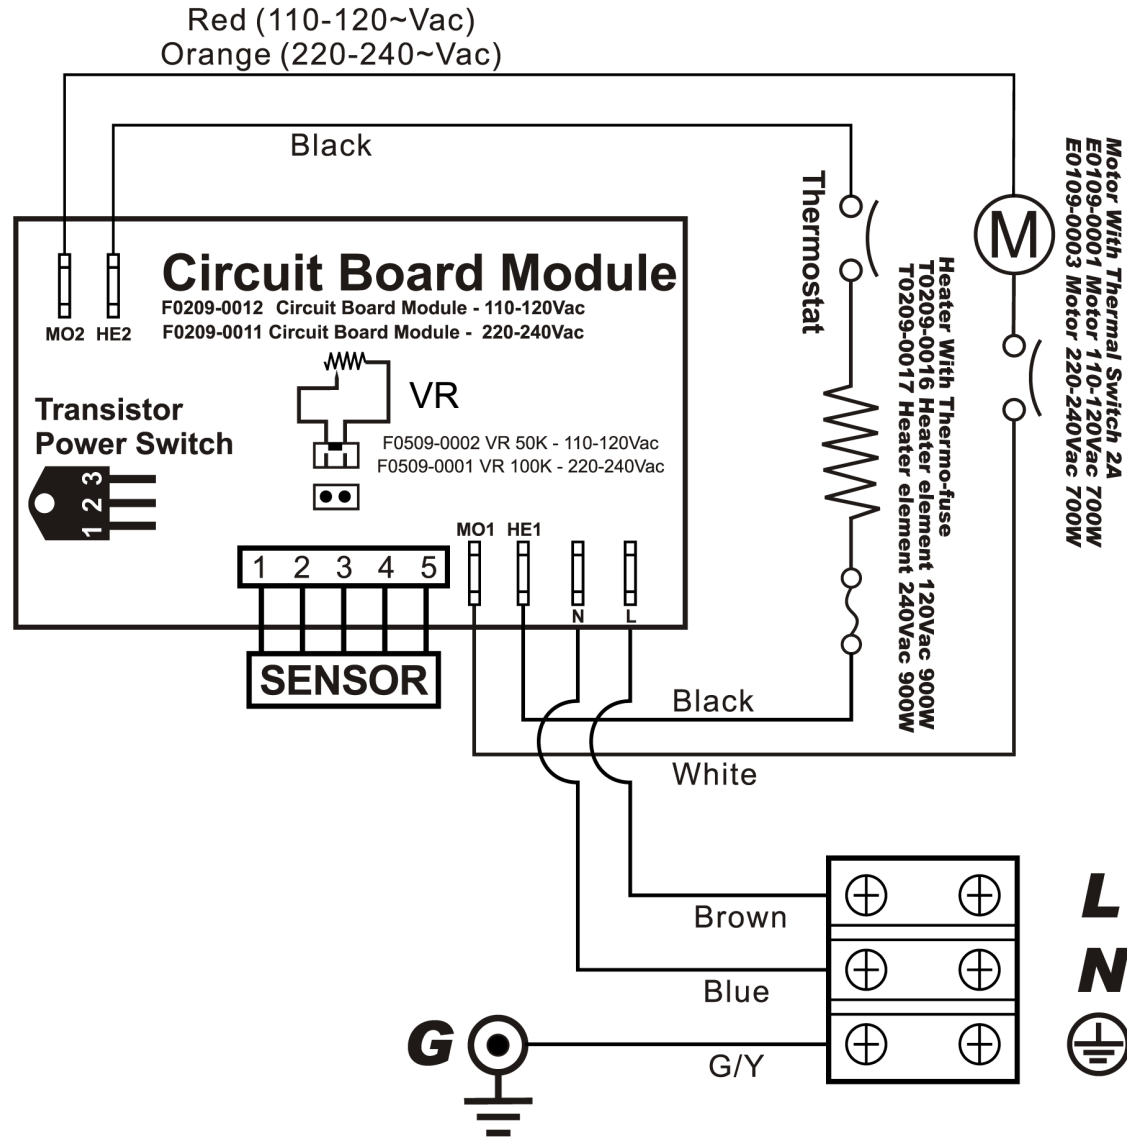 Red (110-120~Vac)
Orange (220-240~Vac)
Black
Motor With Thermal Switch 2A
E0109-0001 Motor 110-120Vac 700W
E0109-0003 Motor 220-240Vac 700W
Thermostat
M
Heater With Thermo-fuse
T0209-0016 Heater element 120Vac 900W
T0209-0017 Heater element 240Vac 900W
Circuit Board Module
F0209-0012 Circuit Board Module - 110-120Vac
F0209-0011 Circuit Board Module - 220-240Vac
MO2 HE2
VR
Transistor
Power Switch
F0509-0002 VR 50K - 110-120Vac
F0509-0001 VR 100K - 220-240Vac
1 2 3
MO1 HE1
1 2 3 4 5
N L
SENSOR
Black
White
Brown
L
Blue
N
G
G/Y